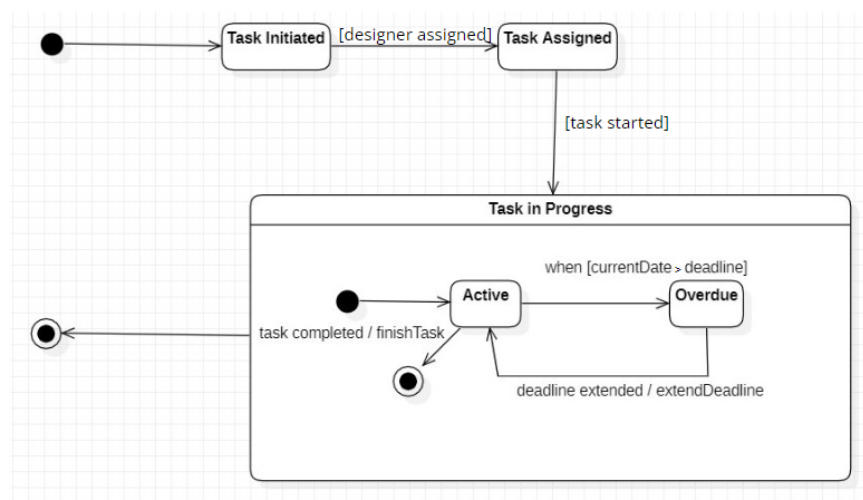 Task Initiated
[designer assigned]
Task Assigned
[task started]
Task in Progress
when [currentDate > deadline]
Active
Overdue
task completed / finishTask
deadline extended / extendDeadline